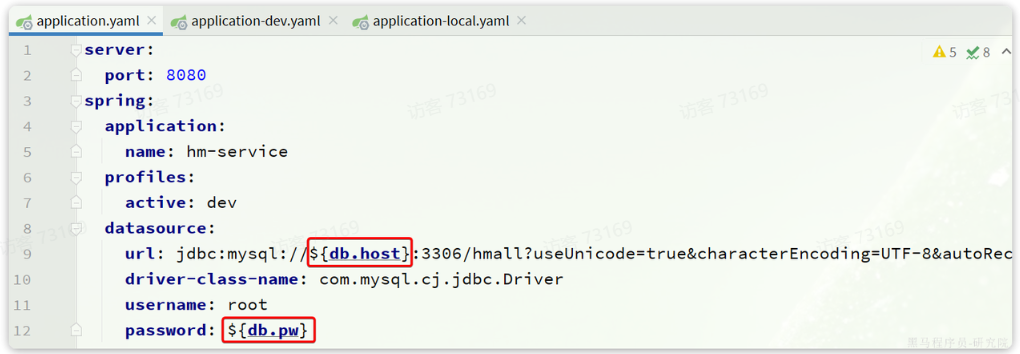 application.yaml application-dev.yaml application-local.yaml
5 8
1 server:
2   port: 8080
3 spring:
4   application:
5     name: hm-service
6   profiles:
7     active: dev
8   datasource:
9     url: jdbc:mysql://${db.host}:3306/hmall?useUnicode=true&characterEncoding=UTF-8&autoRec
10     driver-class-name: com.mysql.cj.jdbc.Driver
11     username: root
12     password: ${db.pw}
访客 73169
访客 73169
访客 73169
访客 73169
访客 73169
访客 73169
黑马程序员-研究院